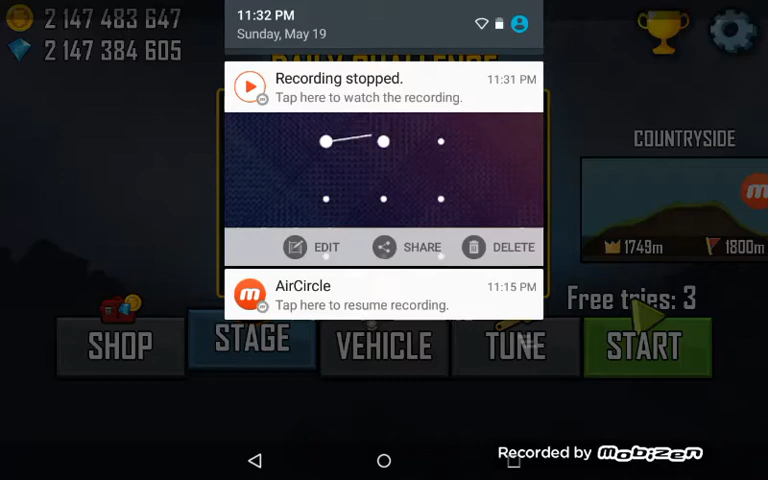 2 147 483 647
2 147 384 605
11:32 PM
Sunday, May 19
DAILY CHALLENGE
Recording stopped.
11:31 PM
Tap here to watch the recording.
EDIT
SHARE
DELETE
AirCircle
11:15 PM
Tap here to resume recording.
COUNTRYSIDE
1749m
1800m
Free tries: 3
SHOP
STAGE
VEHICLE
TUNE
START
Recorded by mobizen